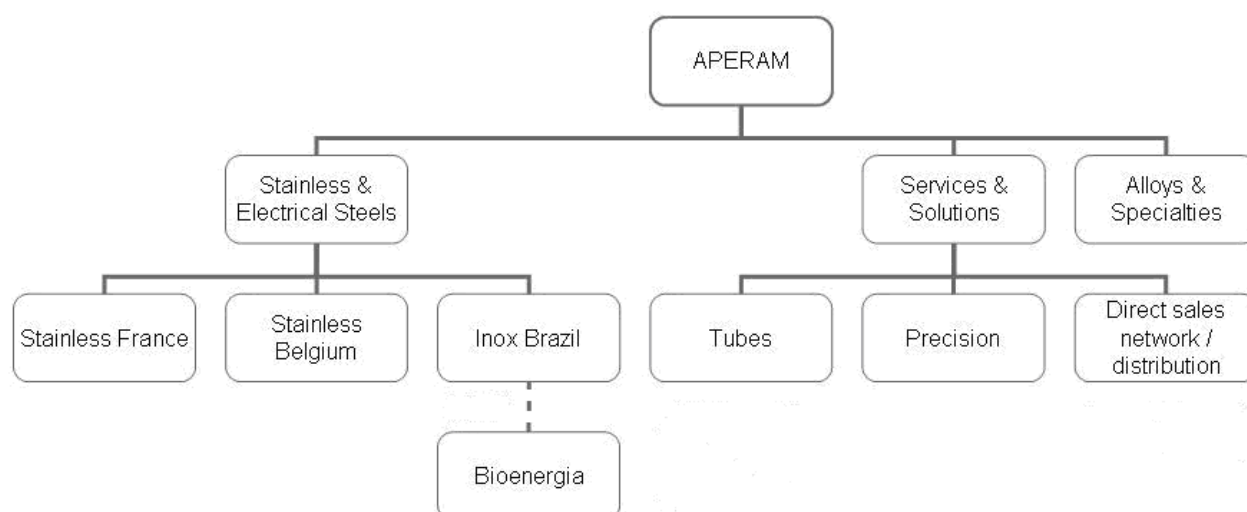 APERAM
Stainless &
Electrical Steels
Services &
Solutions
Alloys &
Specialties
Stainless France
Stainless
Belgium
Inox Brazil
Tubes
Precision
Direct sales
network /
distribution
Bioenergia